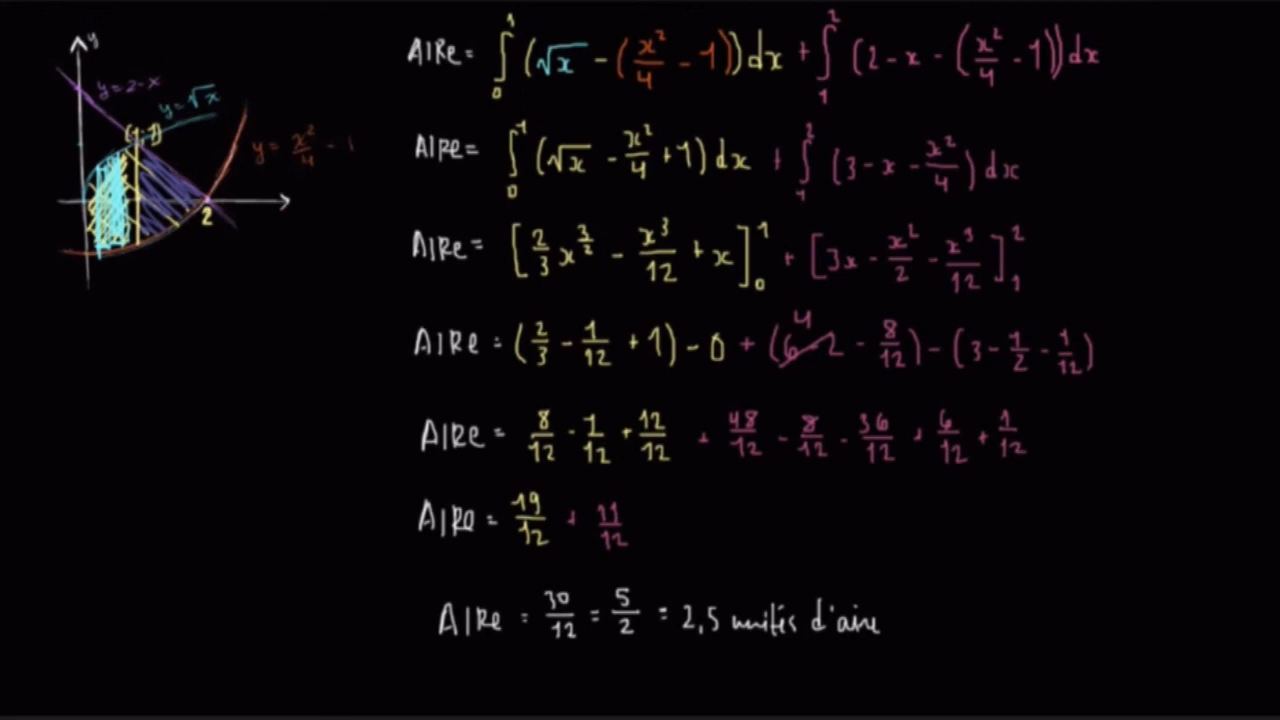 y
y = 2 - x
y = √x
(1,1)
y = x²/4 - 1
2
AIRe = ∫₀¹ (√x - (x²/4 - 1)) dx + ∫₁² (2 - x - (x²/4 - 1)) dx
AIRe = ∫₀¹ (√x - x²/4 + 1) dx + ∫₁² (3 - x - x²/4) dx
AIRe = [2/3 x^(3/2) - x³/12 + x]₀¹ + [3x - x²/2 - x³/12]₁²
AIRe = (2/3 - 1/12 + 1) - 0 + (6 - 2 4 - 8/12) - (3 - 1/2 - 1/12)
AIRe = 8/12 - 1/12 + 12/12 + 48/12 - 8/12 - 36/12 + 6/12 + 1/12
AIRe = 19/12 + 11/12
AIRe = 30/12 = 5/2 = 2,5 unités d'aire